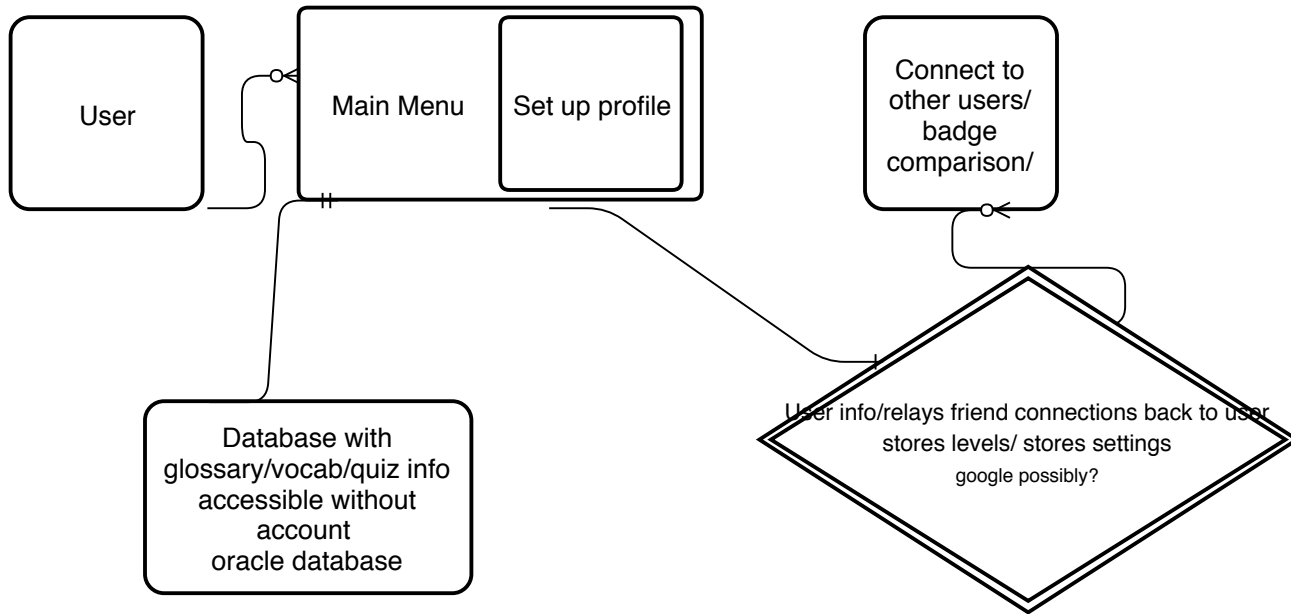 User
Main Menu
Set up profile
Connect to
other users/
badge
comparison/
User info/relays friend connections back to user
stores levels/ stores settings
google possibly?
Database with
glossary/vocab/quiz info
accessible without
account
oracle database